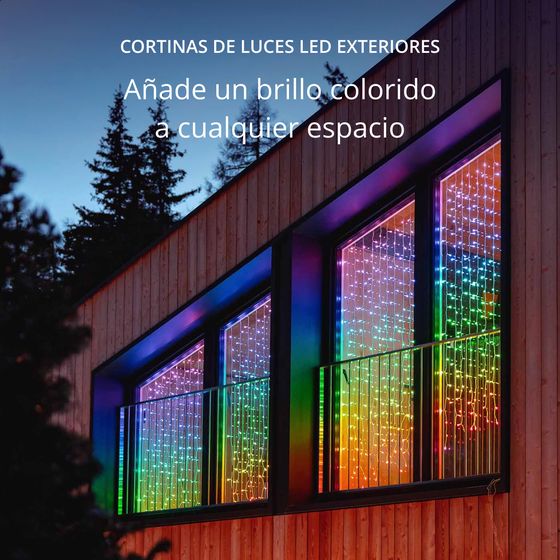 CORTINAS DE LUCES LED EXTERIORES
Añade un brillo colorido
a cualquier espacio